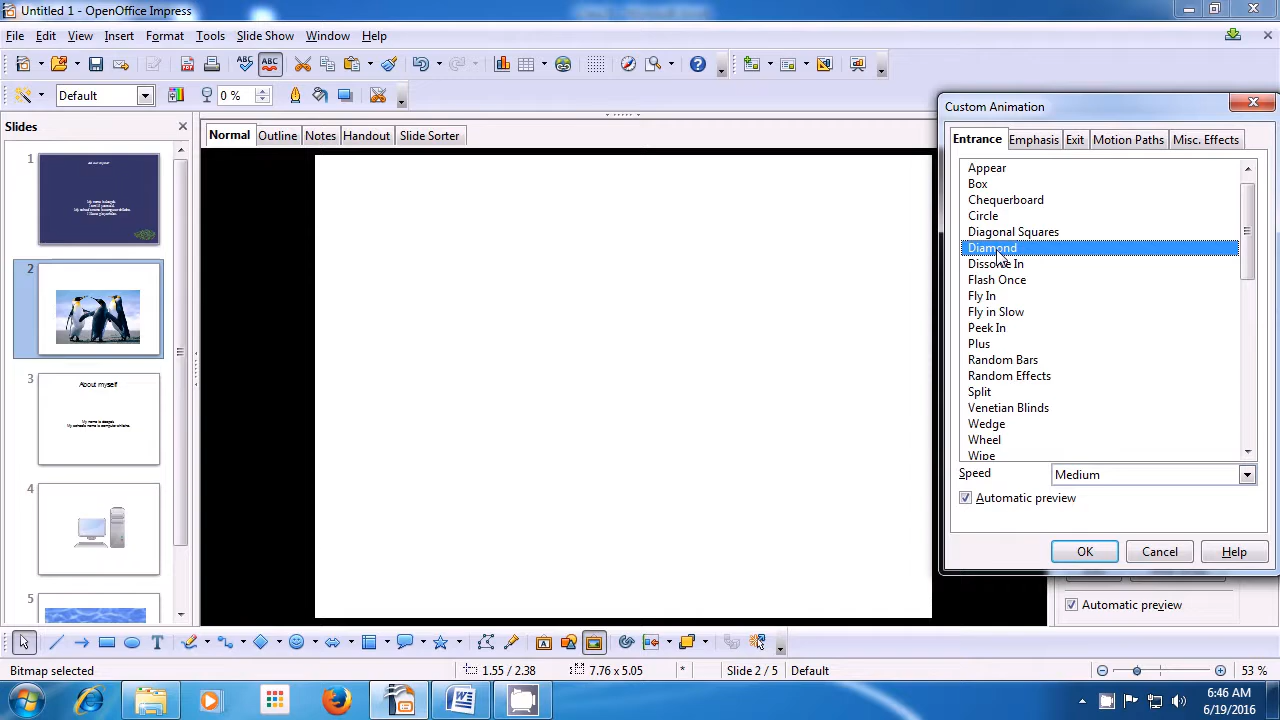 Untitled 1 - OpenOffice Impress
File Edit View Insert Format Tools Slide Show Window Help
Default 0 %
Slides
Normal Outline Notes Handout Slide Sorter
1
2
3
About myself
4
5
Custom Animation
Entrance Emphasis Exit Motion Paths Misc. Effects
Appear
Box
Chequerboard
Circle
Diagonal Squares
Diamond
Dissolve In
Flash Once
Fly In
Fly in Slow
Peek In
Plus
Random Bars
Random Effects
Split
Venetian Blinds
Wedge
Wheel
Wipe
Speed Medium
Automatic preview
OK Cancel Help
Automatic preview
Bitmap selected 1.55 / 2.38 7.76 x 5.05 * Slide 2 / 5 Default 53 %
6:46 AM
6/19/2016